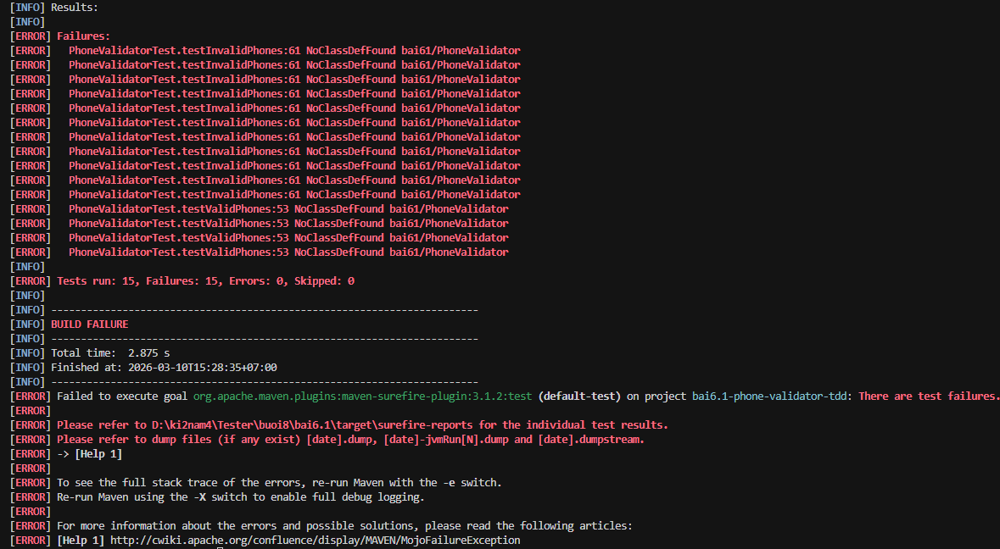 [INFO] Results:
[INFO]
[ERROR] Failures:
[ERROR]   PhoneValidatorTest.testInvalidPhones:61 NoClassDefFound bai61/PhoneValidator
[ERROR]   PhoneValidatorTest.testInvalidPhones:61 NoClassDefFound bai61/PhoneValidator
[ERROR]   PhoneValidatorTest.testInvalidPhones:61 NoClassDefFound bai61/PhoneValidator
[ERROR]   PhoneValidatorTest.testInvalidPhones:61 NoClassDefFound bai61/PhoneValidator
[ERROR]   PhoneValidatorTest.testInvalidPhones:61 NoClassDefFound bai61/PhoneValidator
[ERROR]   PhoneValidatorTest.testInvalidPhones:61 NoClassDefFound bai61/PhoneValidator
[ERROR]   PhoneValidatorTest.testInvalidPhones:61 NoClassDefFound bai61/PhoneValidator
[ERROR]   PhoneValidatorTest.testInvalidPhones:61 NoClassDefFound bai61/PhoneValidator
[ERROR]   PhoneValidatorTest.testInvalidPhones:61 NoClassDefFound bai61/PhoneValidator
[ERROR]   PhoneValidatorTest.testInvalidPhones:61 NoClassDefFound bai61/PhoneValidator
[ERROR]   PhoneValidatorTest.testInvalidPhones:61 NoClassDefFound bai61/PhoneValidator
[ERROR]   PhoneValidatorTest.testValidPhones:53 NoClassDefFound bai61/PhoneValidator
[ERROR]   PhoneValidatorTest.testValidPhones:53 NoClassDefFound bai61/PhoneValidator
[ERROR]   PhoneValidatorTest.testValidPhones:53 NoClassDefFound bai61/PhoneValidator
[ERROR]   PhoneValidatorTest.testValidPhones:53 NoClassDefFound bai61/PhoneValidator
[INFO]
[ERROR] Tests run: 15, Failures: 15, Errors: 0, Skipped: 0
[INFO]
[INFO] ------------------------------------------------------------------------
[INFO] BUILD FAILURE
[INFO] ------------------------------------------------------------------------
[INFO] Total time:  2.875 s
[INFO] Finished at: 2026-03-10T15:28:35+07:00
[INFO] ------------------------------------------------------------------------
[ERROR] Failed to execute goal org.apache.maven.plugins:maven-surefire-plugin:3.1.2:test (default-test) on project bai6.1-phone-validator-tdd: There are test failures.
[ERROR]
[ERROR] Please refer to D:\ki2nam4\Tester\buoi8\bai6.1\target\surefire-reports for the individual test results.
[ERROR] Please refer to dump files (if any exist) [date].dump, [date]-jvmRun[N].dump and [date].dumpstream.
[ERROR] -> [Help 1]
[ERROR]
[ERROR] To see the full stack trace of the errors, re-run Maven with the -e switch.
[ERROR] Re-run Maven using the -X switch to enable full debug logging.
[ERROR]
[ERROR] For more information about the errors and possible solutions, please read the following articles:
[ERROR] [Help 1] http://cwiki.apache.org/confluence/display/MAVEN/MojoFailureException